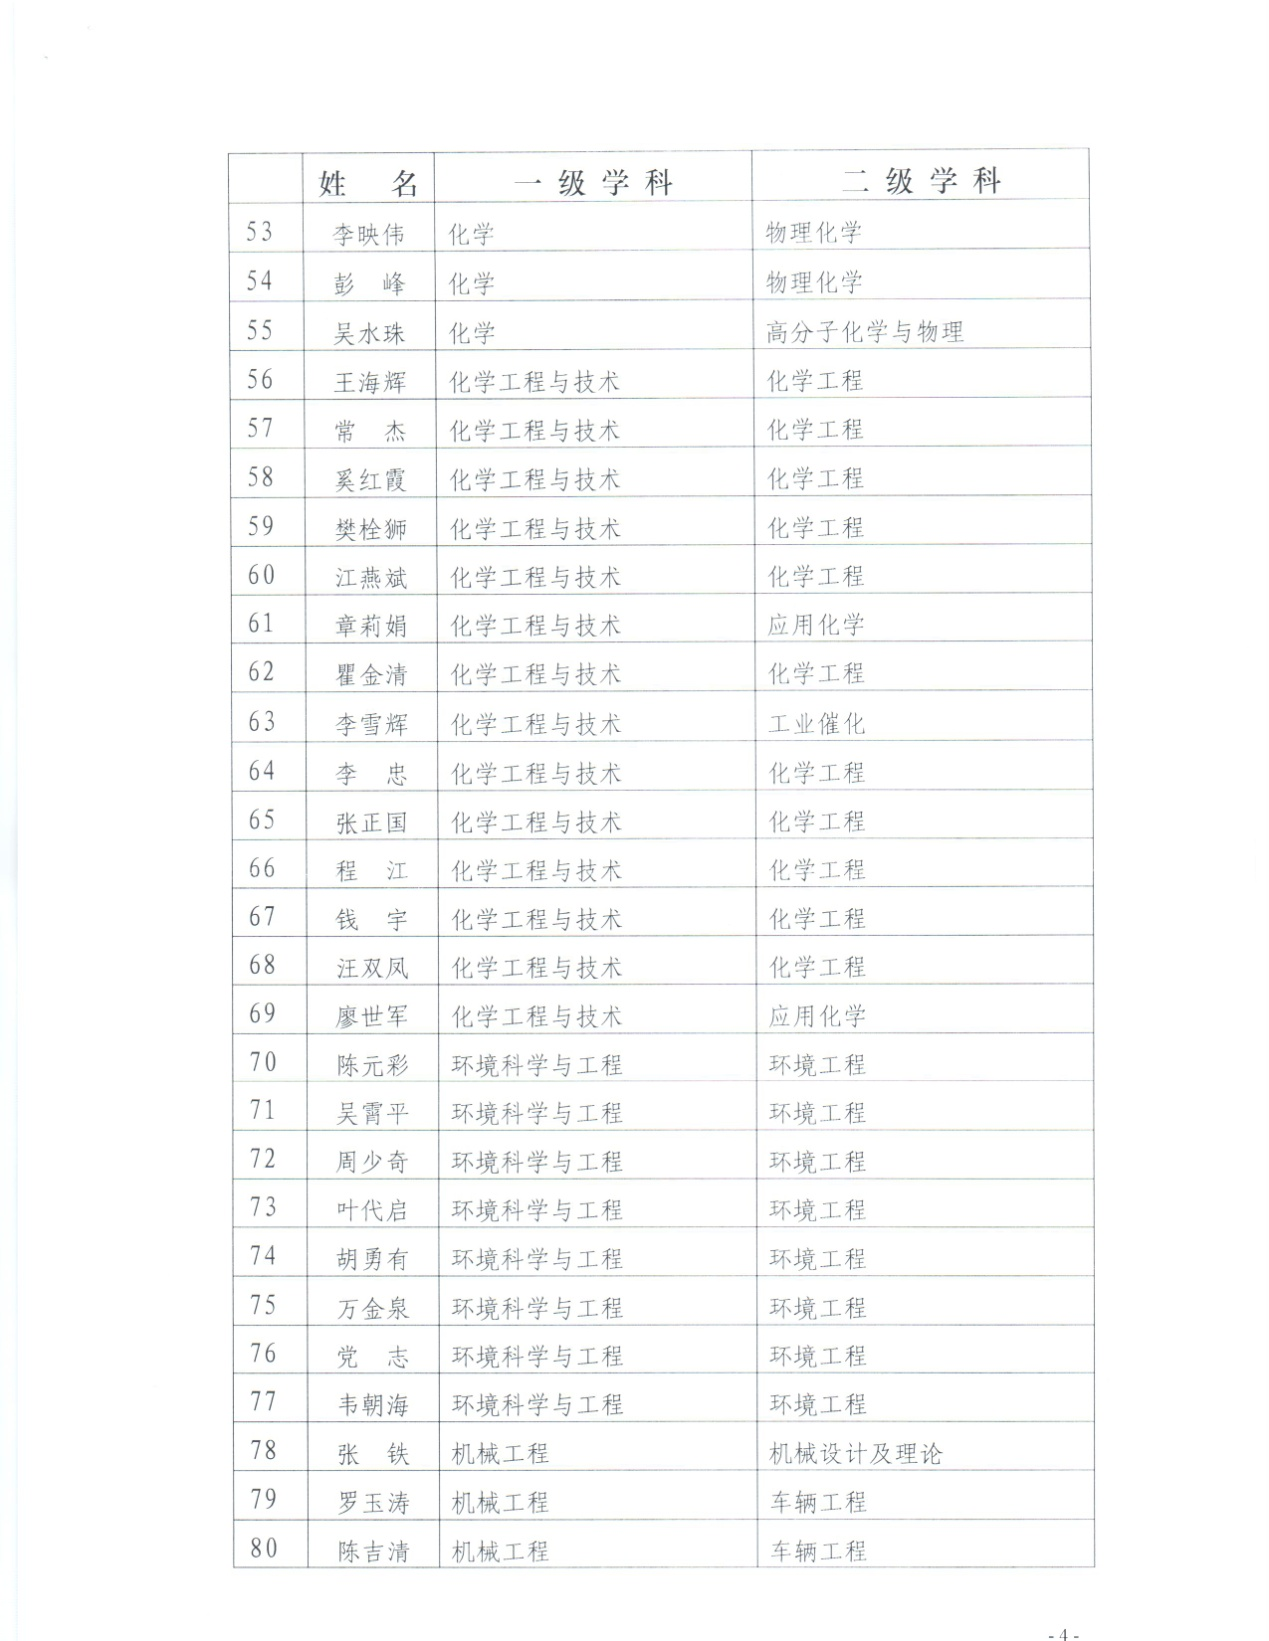 姓 名 一级学科 二级学科
53 李映伟 化学 物理化学
54 彭 峰 化学 物理化学
55 吴水珠 化学 高分子化学与物理
56 王海辉 化学工程与技术 化学工程
57 常 杰 化学工程与技术 化学工程
58 奚红霞 化学工程与技术 化学工程
59 樊栓狮 化学工程与技术 化学工程
60 江燕斌 化学工程与技术 化学工程
61 章莉娟 化学工程与技术 应用化学
62 瞿金清 化学工程与技术 化学工程
63 李雪辉 化学工程与技术 工业催化
64 李 忠 化学工程与技术 化学工程
65 张正国 化学工程与技术 化学工程
66 程 江 化学工程与技术 化学工程
67 钱 宇 化学工程与技术 化学工程
68 汪双凤 化学工程与技术 化学工程
69 廖世军 化学工程与技术 应用化学
70 陈元彩 环境科学与工程 环境工程
71 吴霄平 环境科学与工程 环境工程
72 周少奇 环境科学与工程 环境工程
73 叶代启 环境科学与工程 环境工程
74 胡勇有 环境科学与工程 环境工程
75 万金泉 环境科学与工程 环境工程
76 党 志 环境科学与工程 环境工程
77 韦朝海 环境科学与工程 环境工程
78 张 铁 机械工程 机械设计及理论
79 罗玉涛 机械工程 车辆工程
80 陈吉清 机械工程 车辆工程
- 4 -